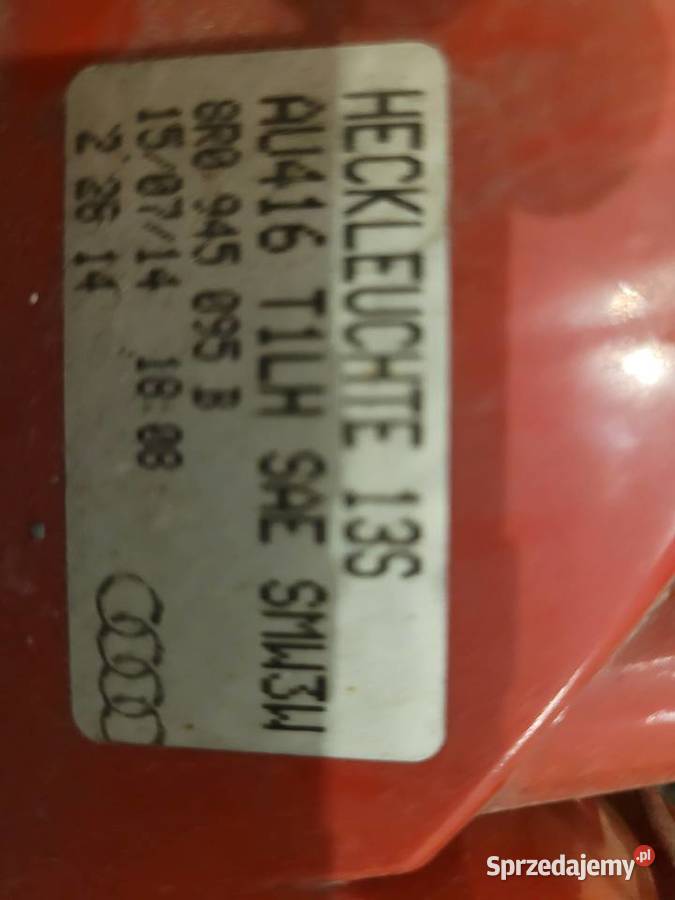 HECKLEUCHTE 13S
AU416 T1LH SAE SMW3W
8R0 945 095 B
15/07/14 18:08
2 26 14
Sprzedajemy.pl